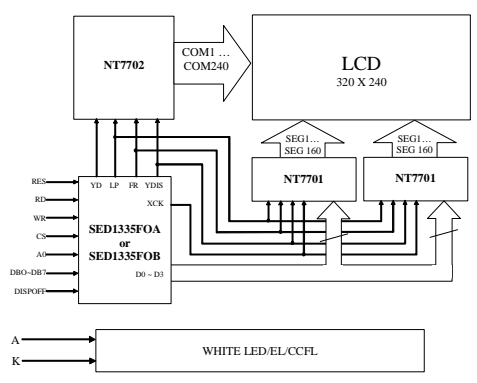 NT7702
COM1 …
COM240
LCD
320 X 240
SEG1…
SEG 160
SEG1…
SEG 160
NT7701
NT7701
RES
RD
WR
CS
A0
DBO~DB7
DISPOFF
YD LP FR YDIS
XCK
SED1335FOA
or
SED1335FOB
D0 ~ D3
A
K
WHITE LED/EL/CCFL